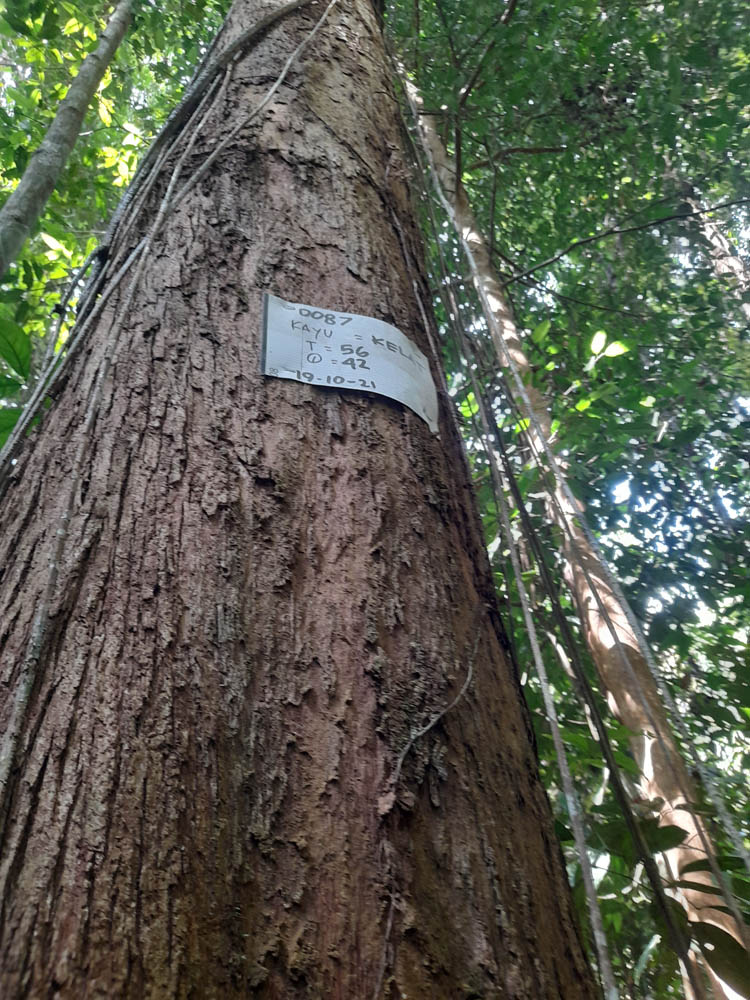 0087
KAYU =
T = 56
Ⓘ = 42
19-10-21